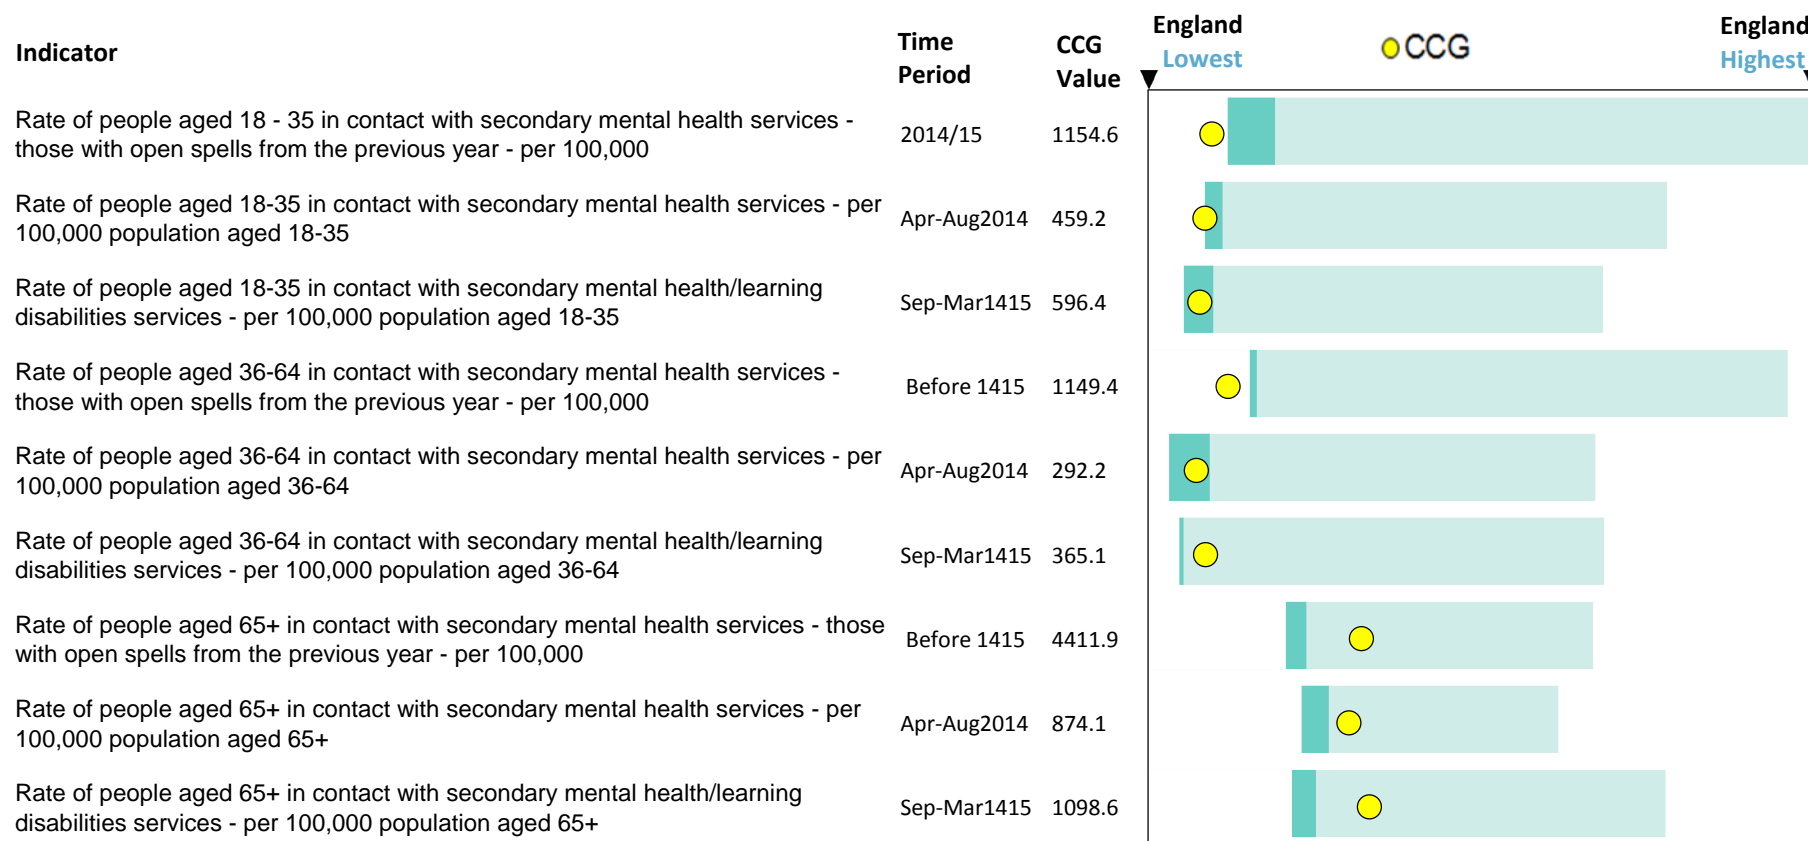 Indicator
Time
Period
CCG
Value
England
Lowest
CCG
England
Highest
Rate of people aged 18 - 35 in contact with secondary mental health services -
those with open spells from the previous year - per 100,000
2014/15
1154.6
Rate of people aged 18-35 in contact with secondary mental health services - per
100,000 population aged 18-35
Apr-Aug2014
459.2
Rate of people aged 18-35 in contact with secondary mental health/learning
disabilities services - per 100,000 population aged 18-35
Sep-Mar1415
596.4
Rate of people aged 36-64 in contact with secondary mental health services -
those with open spells from the previous year - per 100,000
Before 1415
1149.4
Rate of people aged 36-64 in contact with secondary mental health services - per
100,000 population aged 36-64
Apr-Aug2014
292.2
Rate of people aged 36-64 in contact with secondary mental health/learning
disabilities services - per 100,000 population aged 36-64
Sep-Mar1415
365.1
Rate of people aged 65+ in contact with secondary mental health services - those
with open spells from the previous year - per 100,000
Before 1415
4411.9
Rate of people aged 65+ in contact with secondary mental health services - per
100,000 population aged 65+
Apr-Aug2014
874.1
Rate of people aged 65+ in contact with secondary mental health/learning
disabilities services - per 100,000 population aged 65+
Sep-Mar1415
1098.6